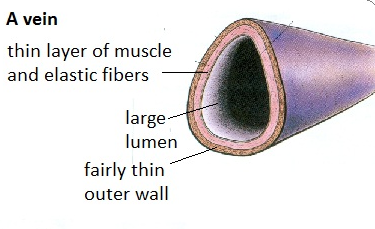 A vein
thin layer of muscle
and elastic fibers
large
lumen
fairly thin
outer wall